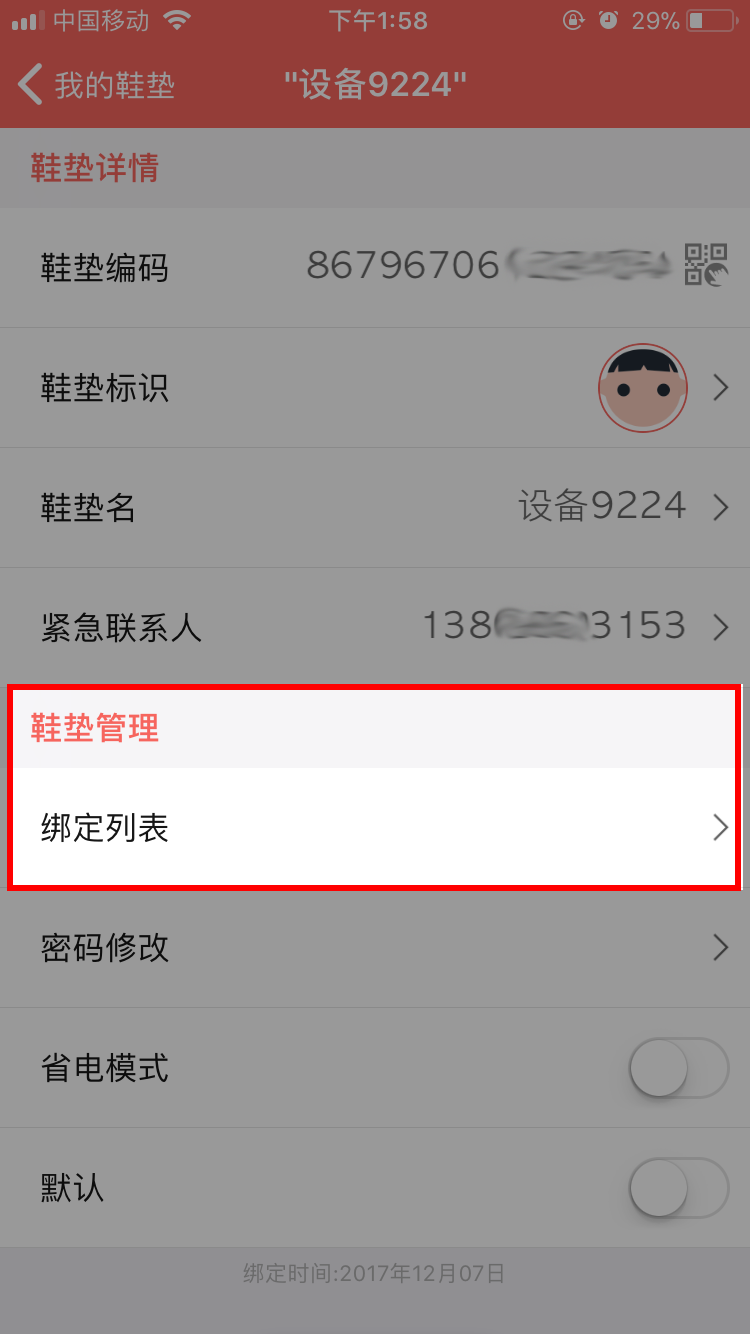 中国移动 下午1:58 29%
我的鞋垫 "设备9224"
鞋垫详情
鞋垫编码 86796706
鞋垫标识
鞋垫名 设备9224
紧急联系人 138 3153
鞋垫管理
绑定列表
密码修改
省电模式
默认
绑定时间:2017年12月07日